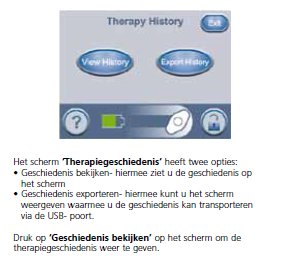 Therapy History
Exit
View History
Export History
?
Het scherm 'Therapiegeschiedenis' heeft twee opties:
• Geschiedenis bekijken- hiermee ziet u de geschiedenis op
het scherm
• Geschiedenis exporteren- hiermee kunt u het scherm
weergeven waarmee u de geschiedenis kan transporteren
via de USB- poort.
Druk op 'Geschiedenis bekijken' op het scherm om de
therapiegeschiedenis weer te geven.